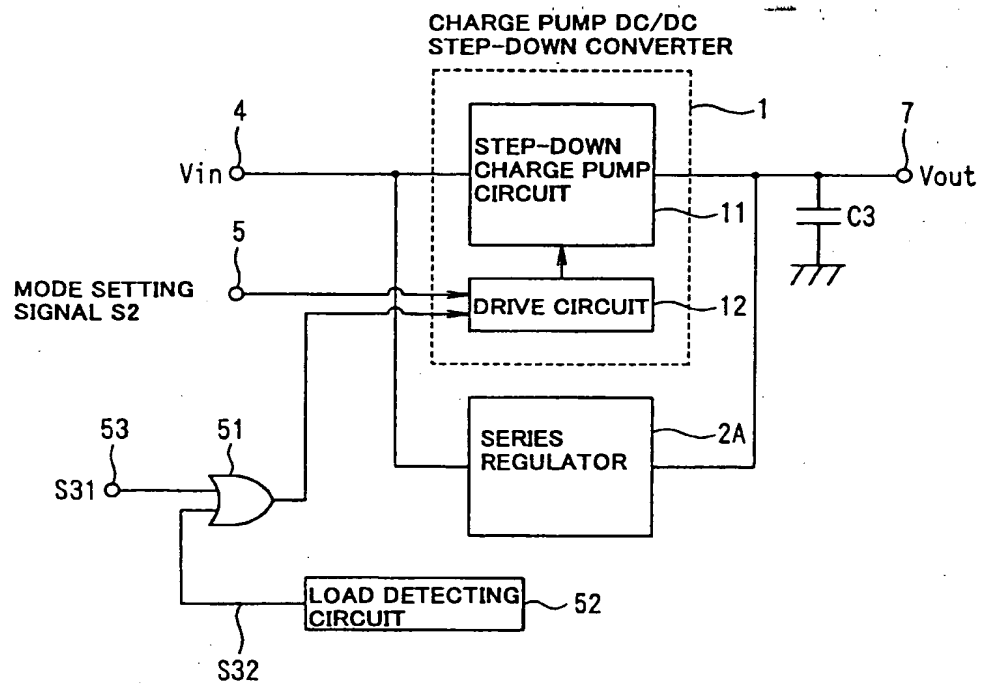 CHARGE PUMP DC/DC
STEP-DOWN CONVERTER
4
1
7
STEP-DOWN
CHARGE PUMP
CIRCUIT
Vin
Vout
11
C3
5
MODE SETTING
SIGNAL S2
DRIVE CIRCUIT
12
53
51
SERIES
REGULATOR
2A
S31
LOAD DETECTING
CIRCUIT
52
S32